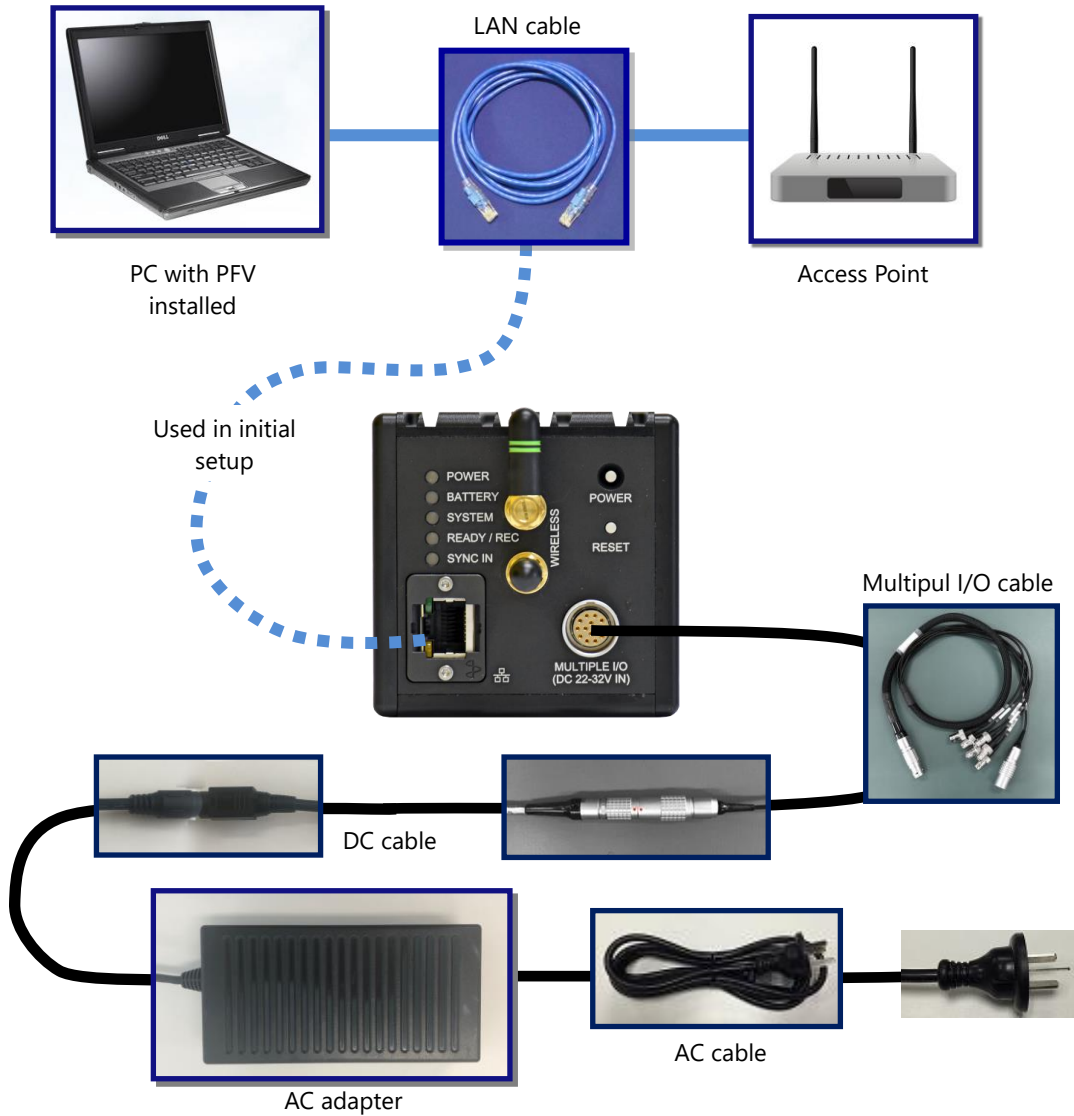 LAN cable
DELL
PC with PFV
installed
Access Point
Used in initial
setup
POWER
BATTERY
SYSTEM
READY / REC
SYNC IN
WIRELESS
POWER
RESET
MULTIPLE I/O
(DC 22-32V IN)
Multipul I/O cable
DC cable
AC cable
AC adapter